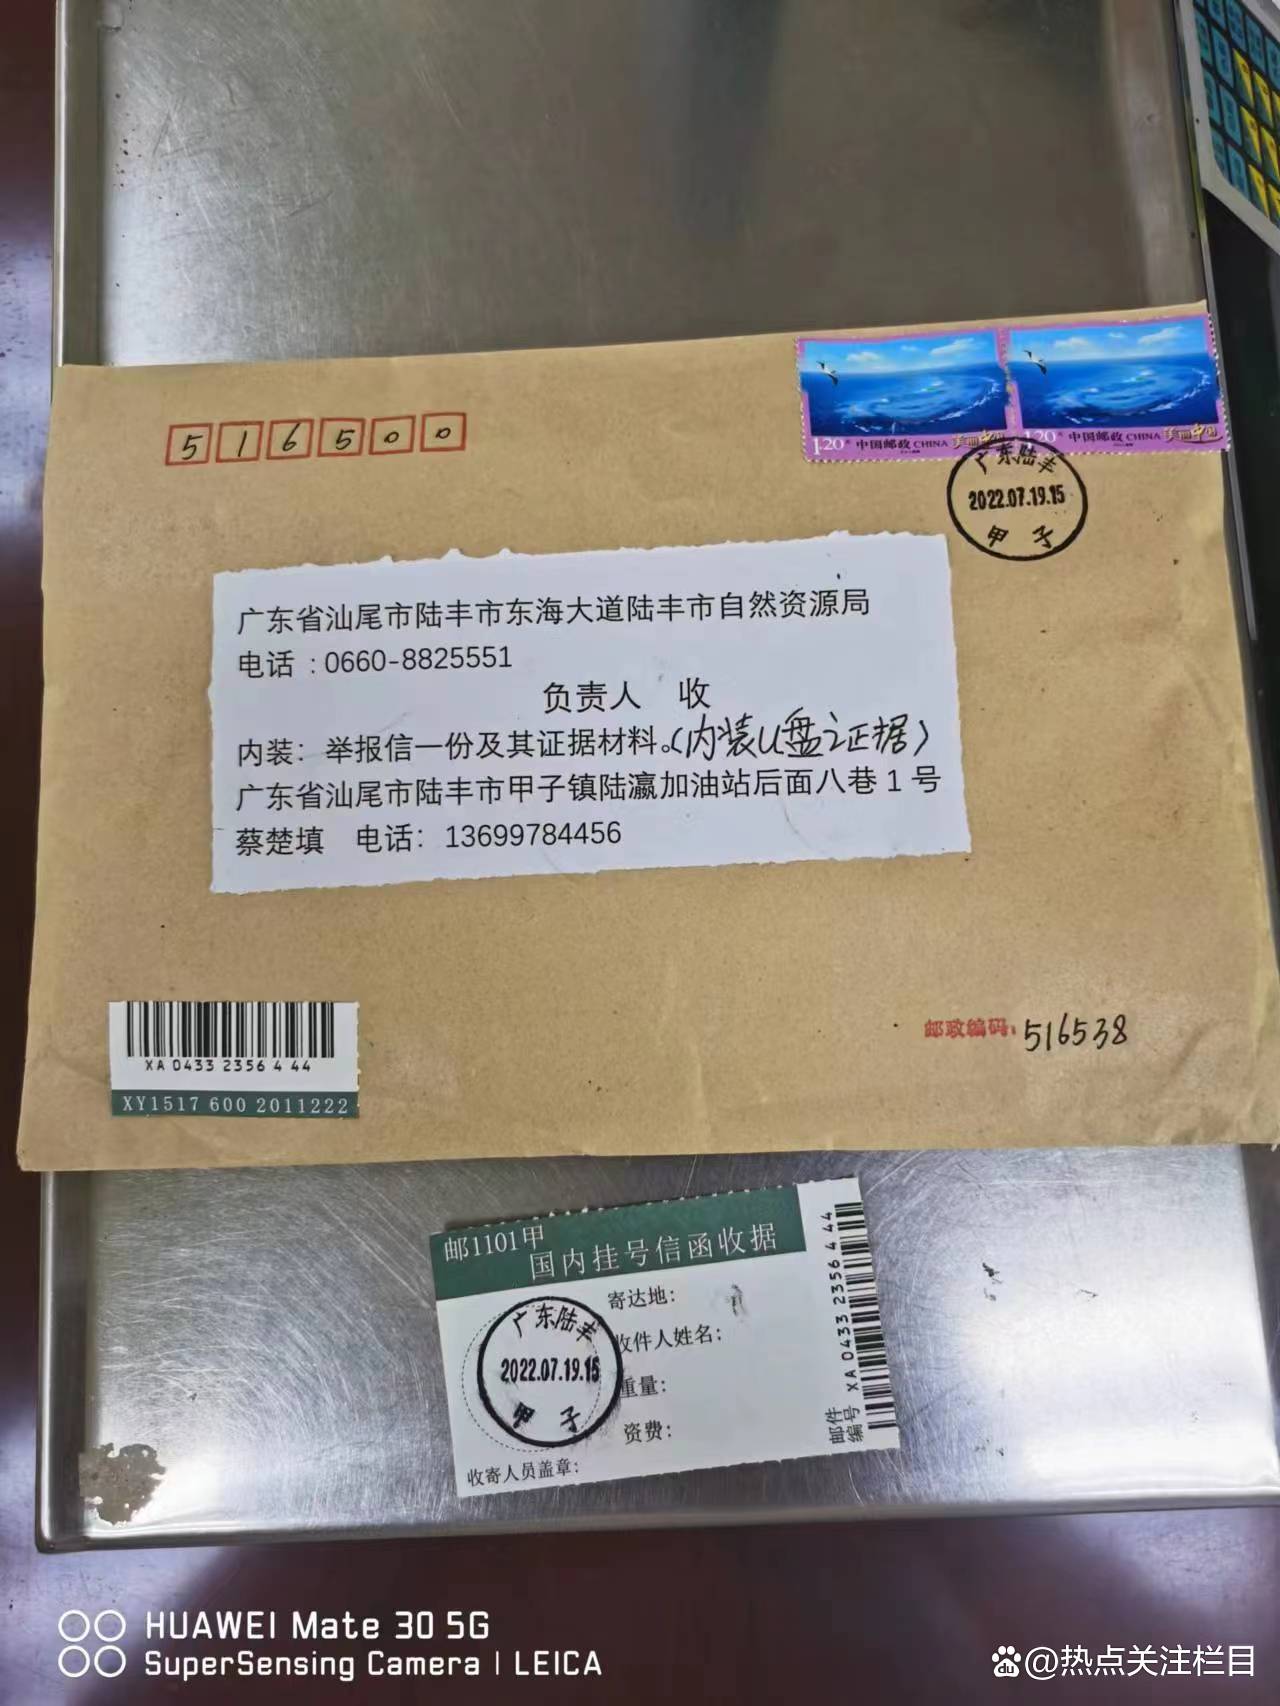 516500
1.20元 中国邮政 CHINA 美丽中国
1.20元 中国邮政 CHINA 美丽中国
广东陆丰
2022.07.19.15
甲子
广东省汕尾市陆丰市东海大道陆丰市自然资源局
电话：0660-8825551
负责人 收
内装：举报信一份及其证据材料。（内装U盘证据）
广东省汕尾市陆丰市甲子镇陆瀛加油站后面八巷1号
蔡楚填 电话：13699784456
XA 0433 2356 4 44
XY1517 600 2011222
邮政编码：516538
邮1101甲
国内挂号信函收据
寄达地：
收件人姓名：
重量：
资费：
收寄人员盖章：
广东陆丰
2022.07.19.15
甲子
邮件编号 XA 0433 2356 4 44
HUAWEI Mate 30 5G
SuperSensing Camera | LEICA
@热点关注栏目